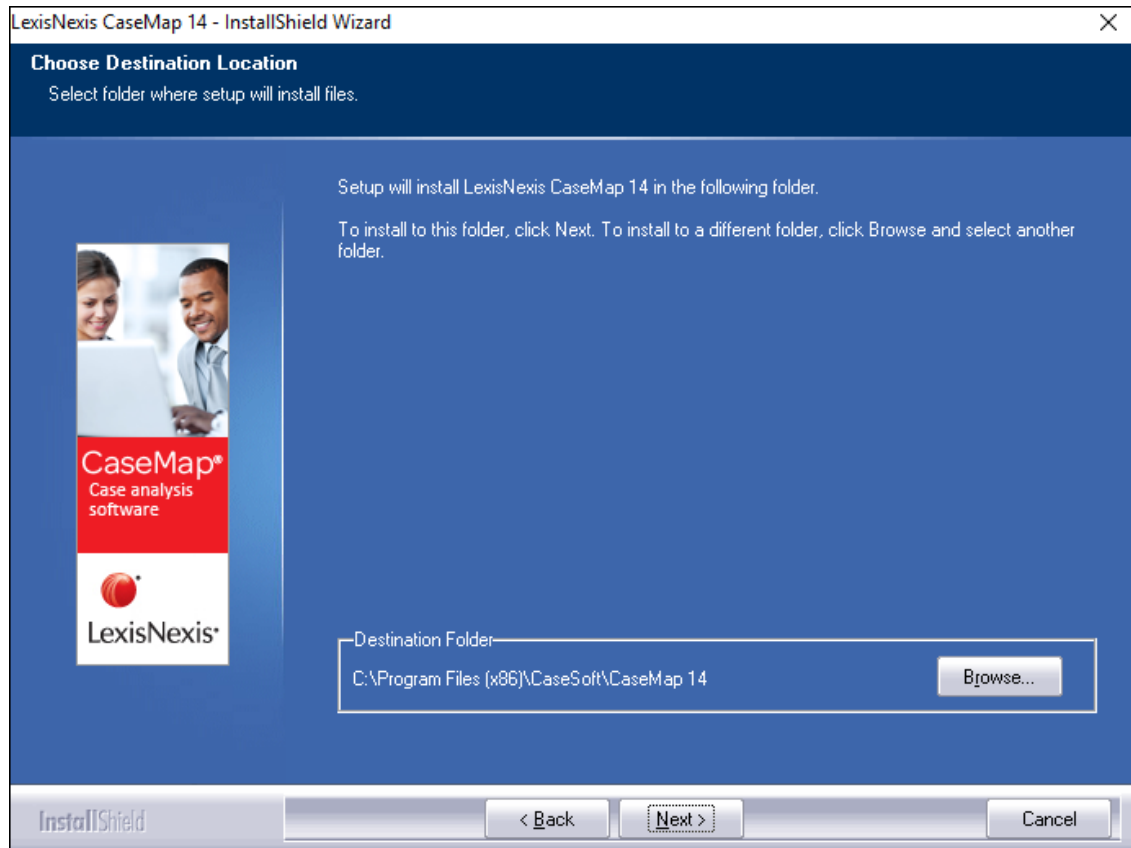 LexisNexis CaseMap 14 - InstallShield Wizard
Choose Destination Location
Select folder where setup will install files.
Setup will install LexisNexis CaseMap 14 in the following folder.
To install to this folder, click Next. To install to a different folder, click Browse and select another
folder.
CaseMap®
Case analysis
software
LexisNexis®
Destination Folder
C:\Program Files (x86)\CaseSoft\CaseMap 14
Browse...
InstallShield
< Back
Next >
Cancel